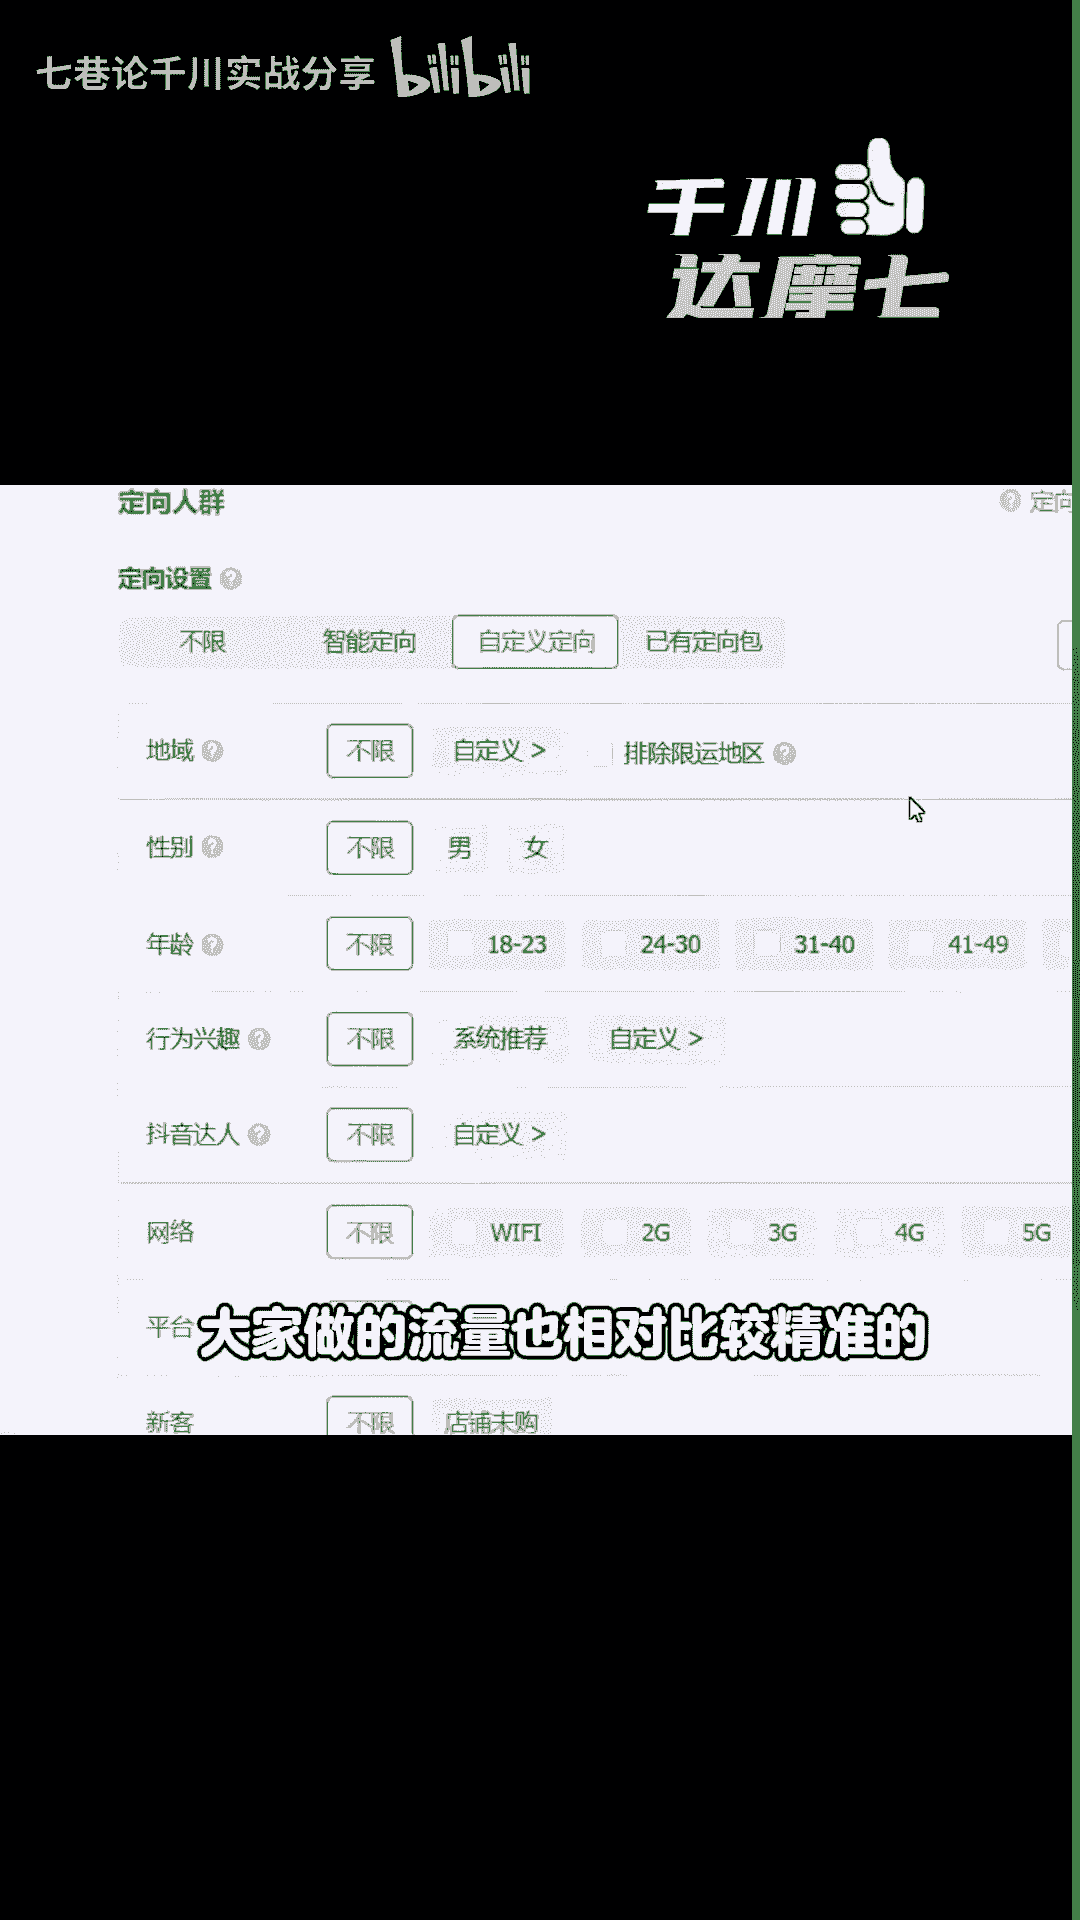 七巷论千川实战分享 bilibili
千川
达摩七
定向人群
定向
定向设置
不限 智能定向 自定义定向 已有定向包
地域 不限 自定义 > 排除限运地区
性别 不限 男 女
年龄 不限 18-23 24-30 31-40 41-49
行为兴趣 不限 系统推荐 自定义 >
抖音达人 不限 自定义 >
网络 不限 WIFI 2G 3G 4G 5G
平台
大家做的流量也相对比较精准的
新客 不限 店铺未购